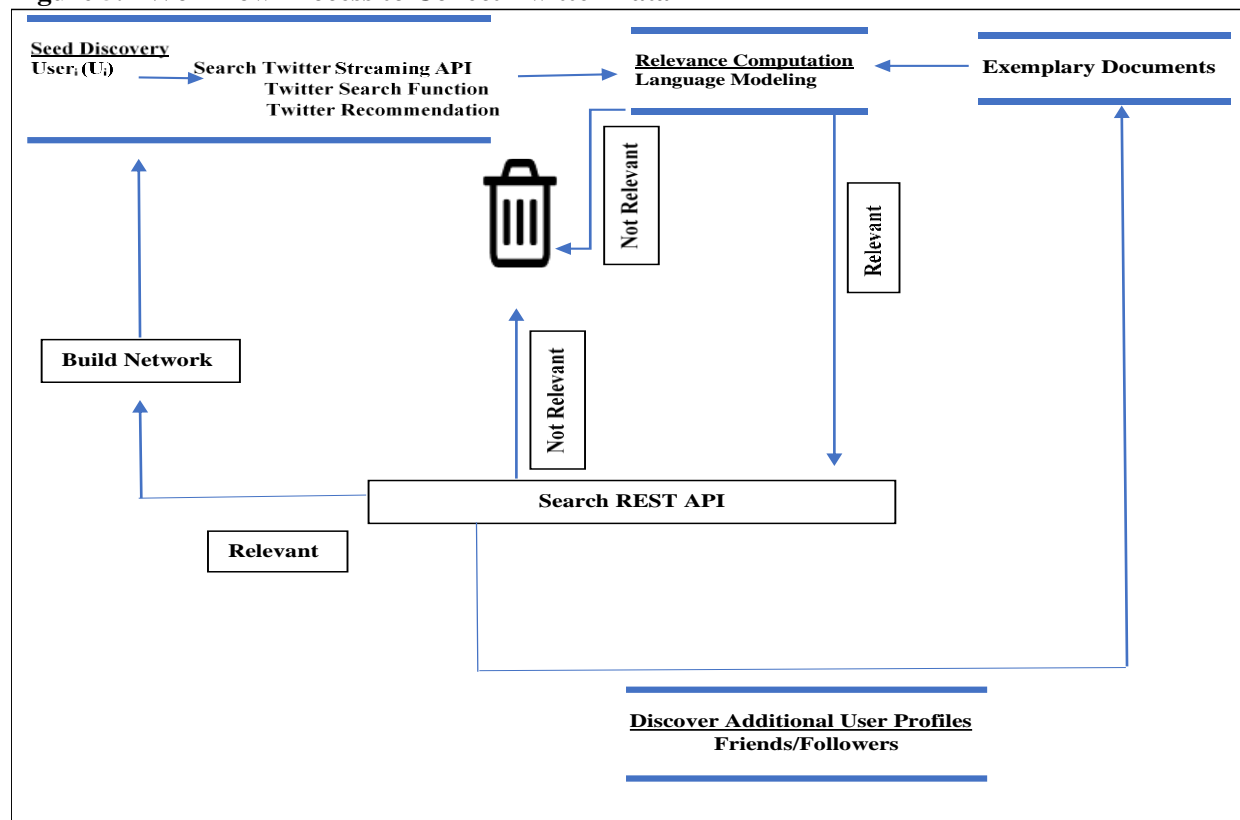 Seed Discovery
Userᵢ (Uᵢ)
Search Twitter Streaming API
Twitter Search Function
Twitter Recommendation
Relevance Computation
Language Modeling
Exemplary Documents
Not Relevant
Relevant
Build Network
Not Relevant
Search REST API
Relevant
Discover Additional User Profiles
Friends/Followers